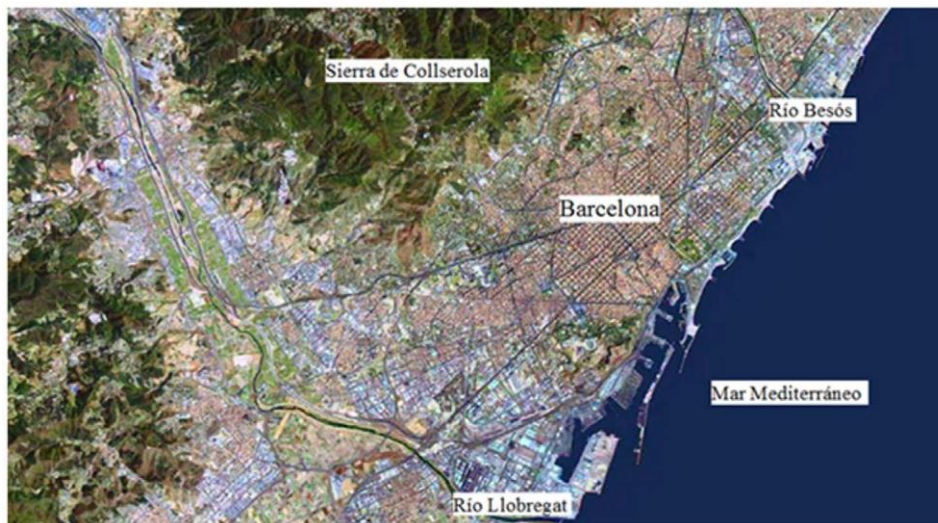 Sierra de Collserola
Río Besós
Barcelona
Mar Mediterráneo
Río Llobregat